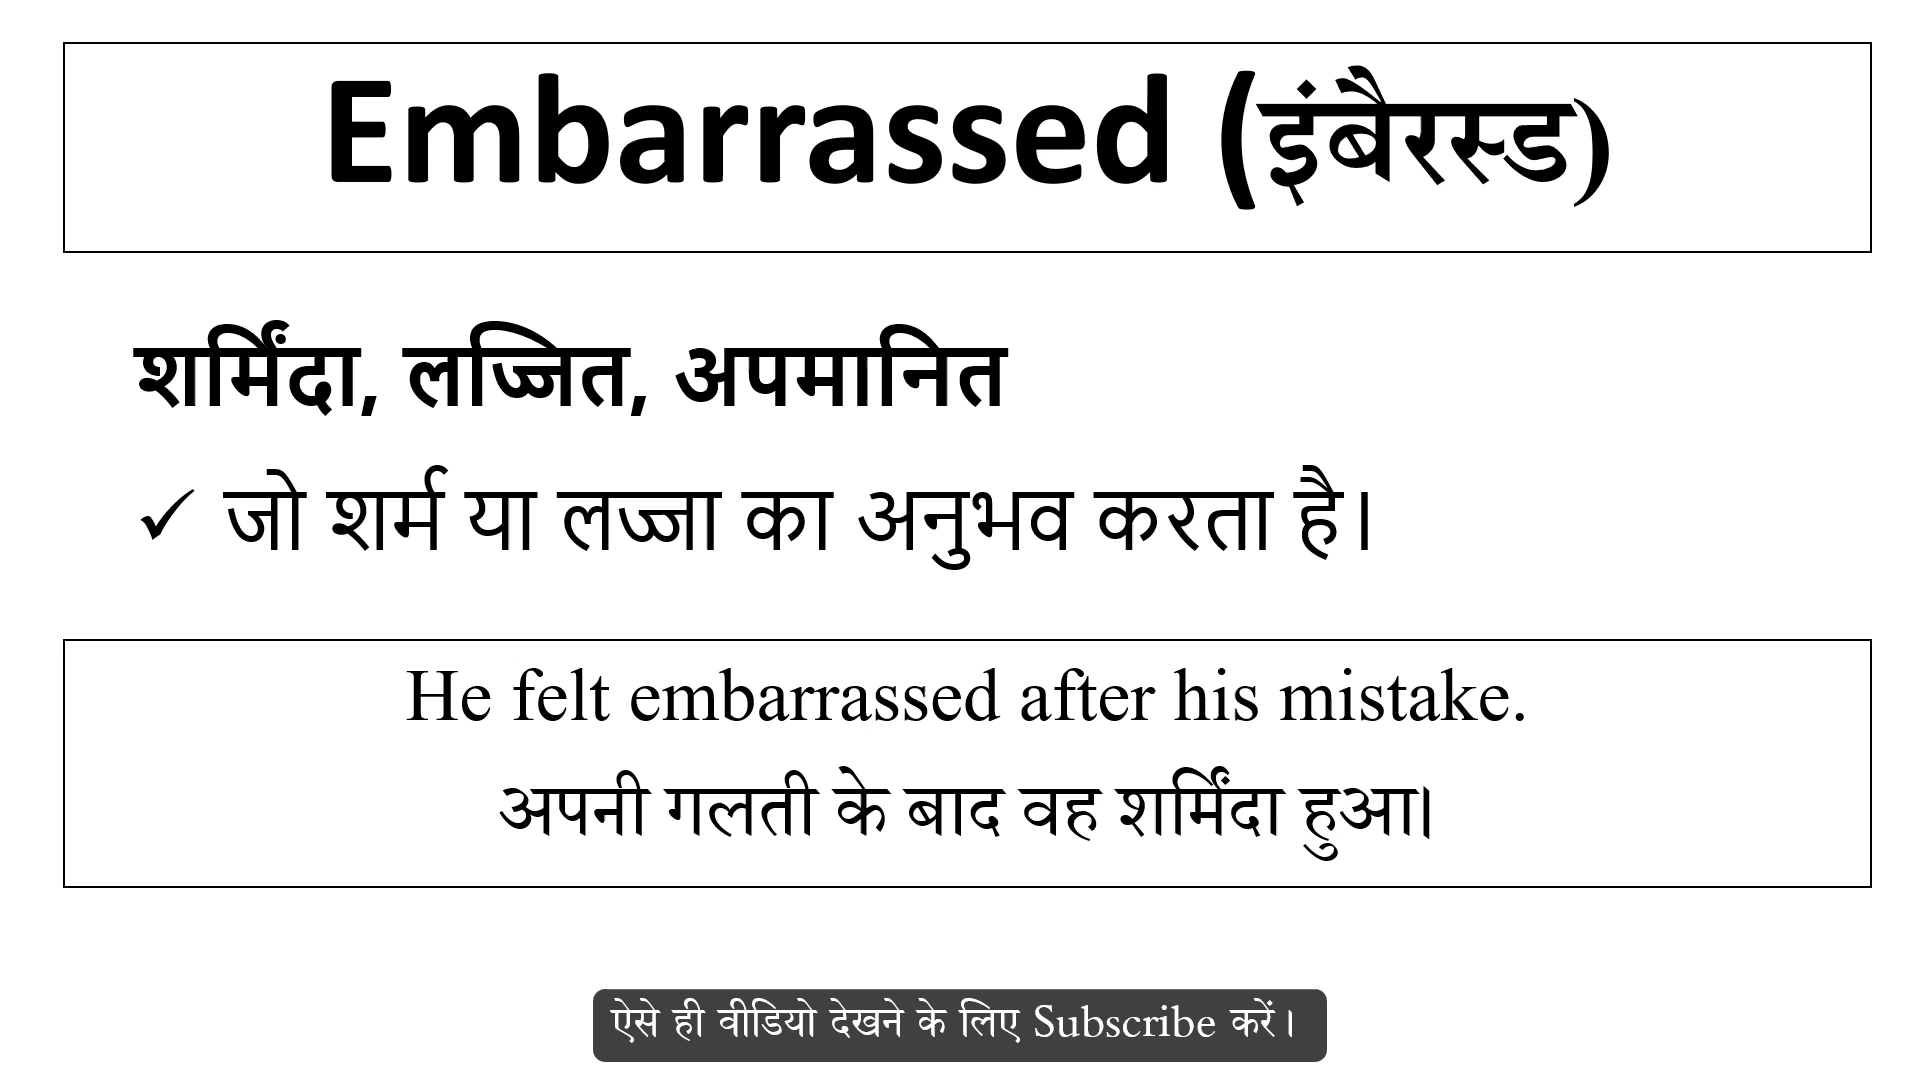 Embarrassed (इंबैरस्ड)
शर्मिंदा, लज्जित, अपमानित
✓ जो शर्म या लज्जा का अनुभव करता है।
He felt embarrassed after his mistake.
अपनी गलती के बाद वह शर्मिंदा हुआ।
ऐसे ही वीडियो देखने के लिए Subscribe करें।